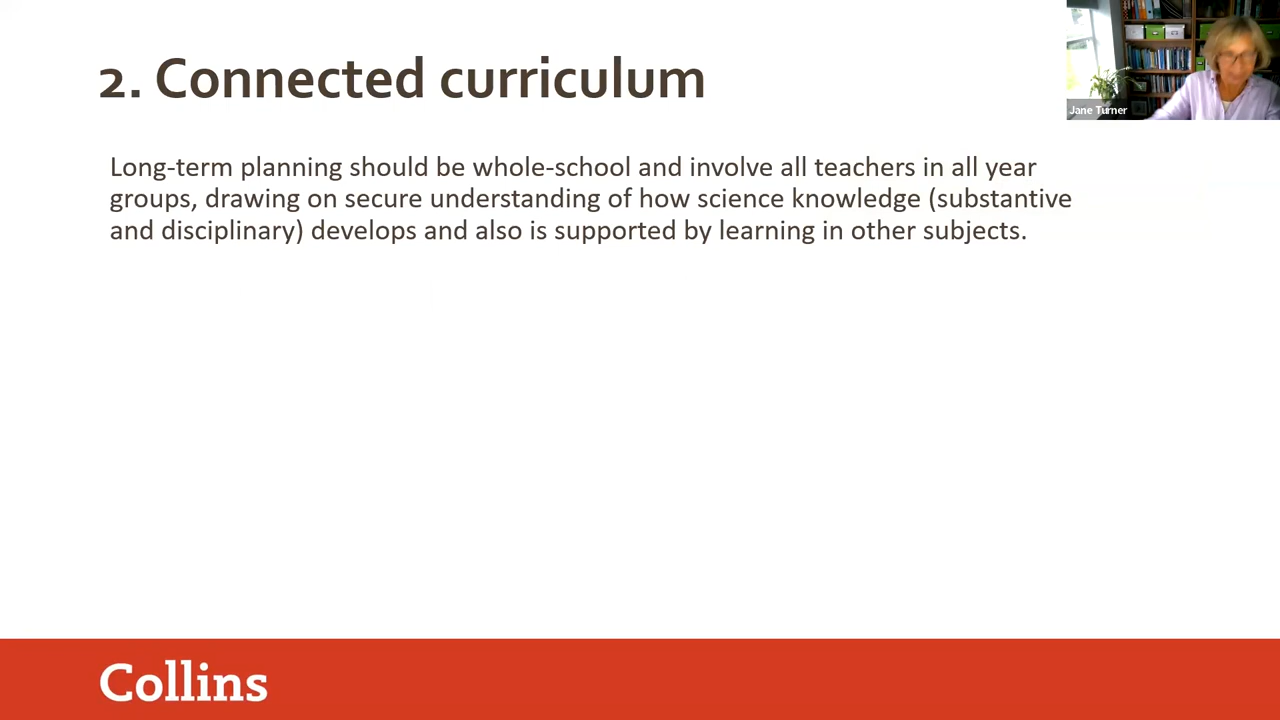 2. Connected curriculum
Jane Turner
Long-term planning should be whole-school and involve all teachers in all year
groups, drawing on secure understanding of how science knowledge (substantive
and disciplinary) develops and also is supported by learning in other subjects.
Collins